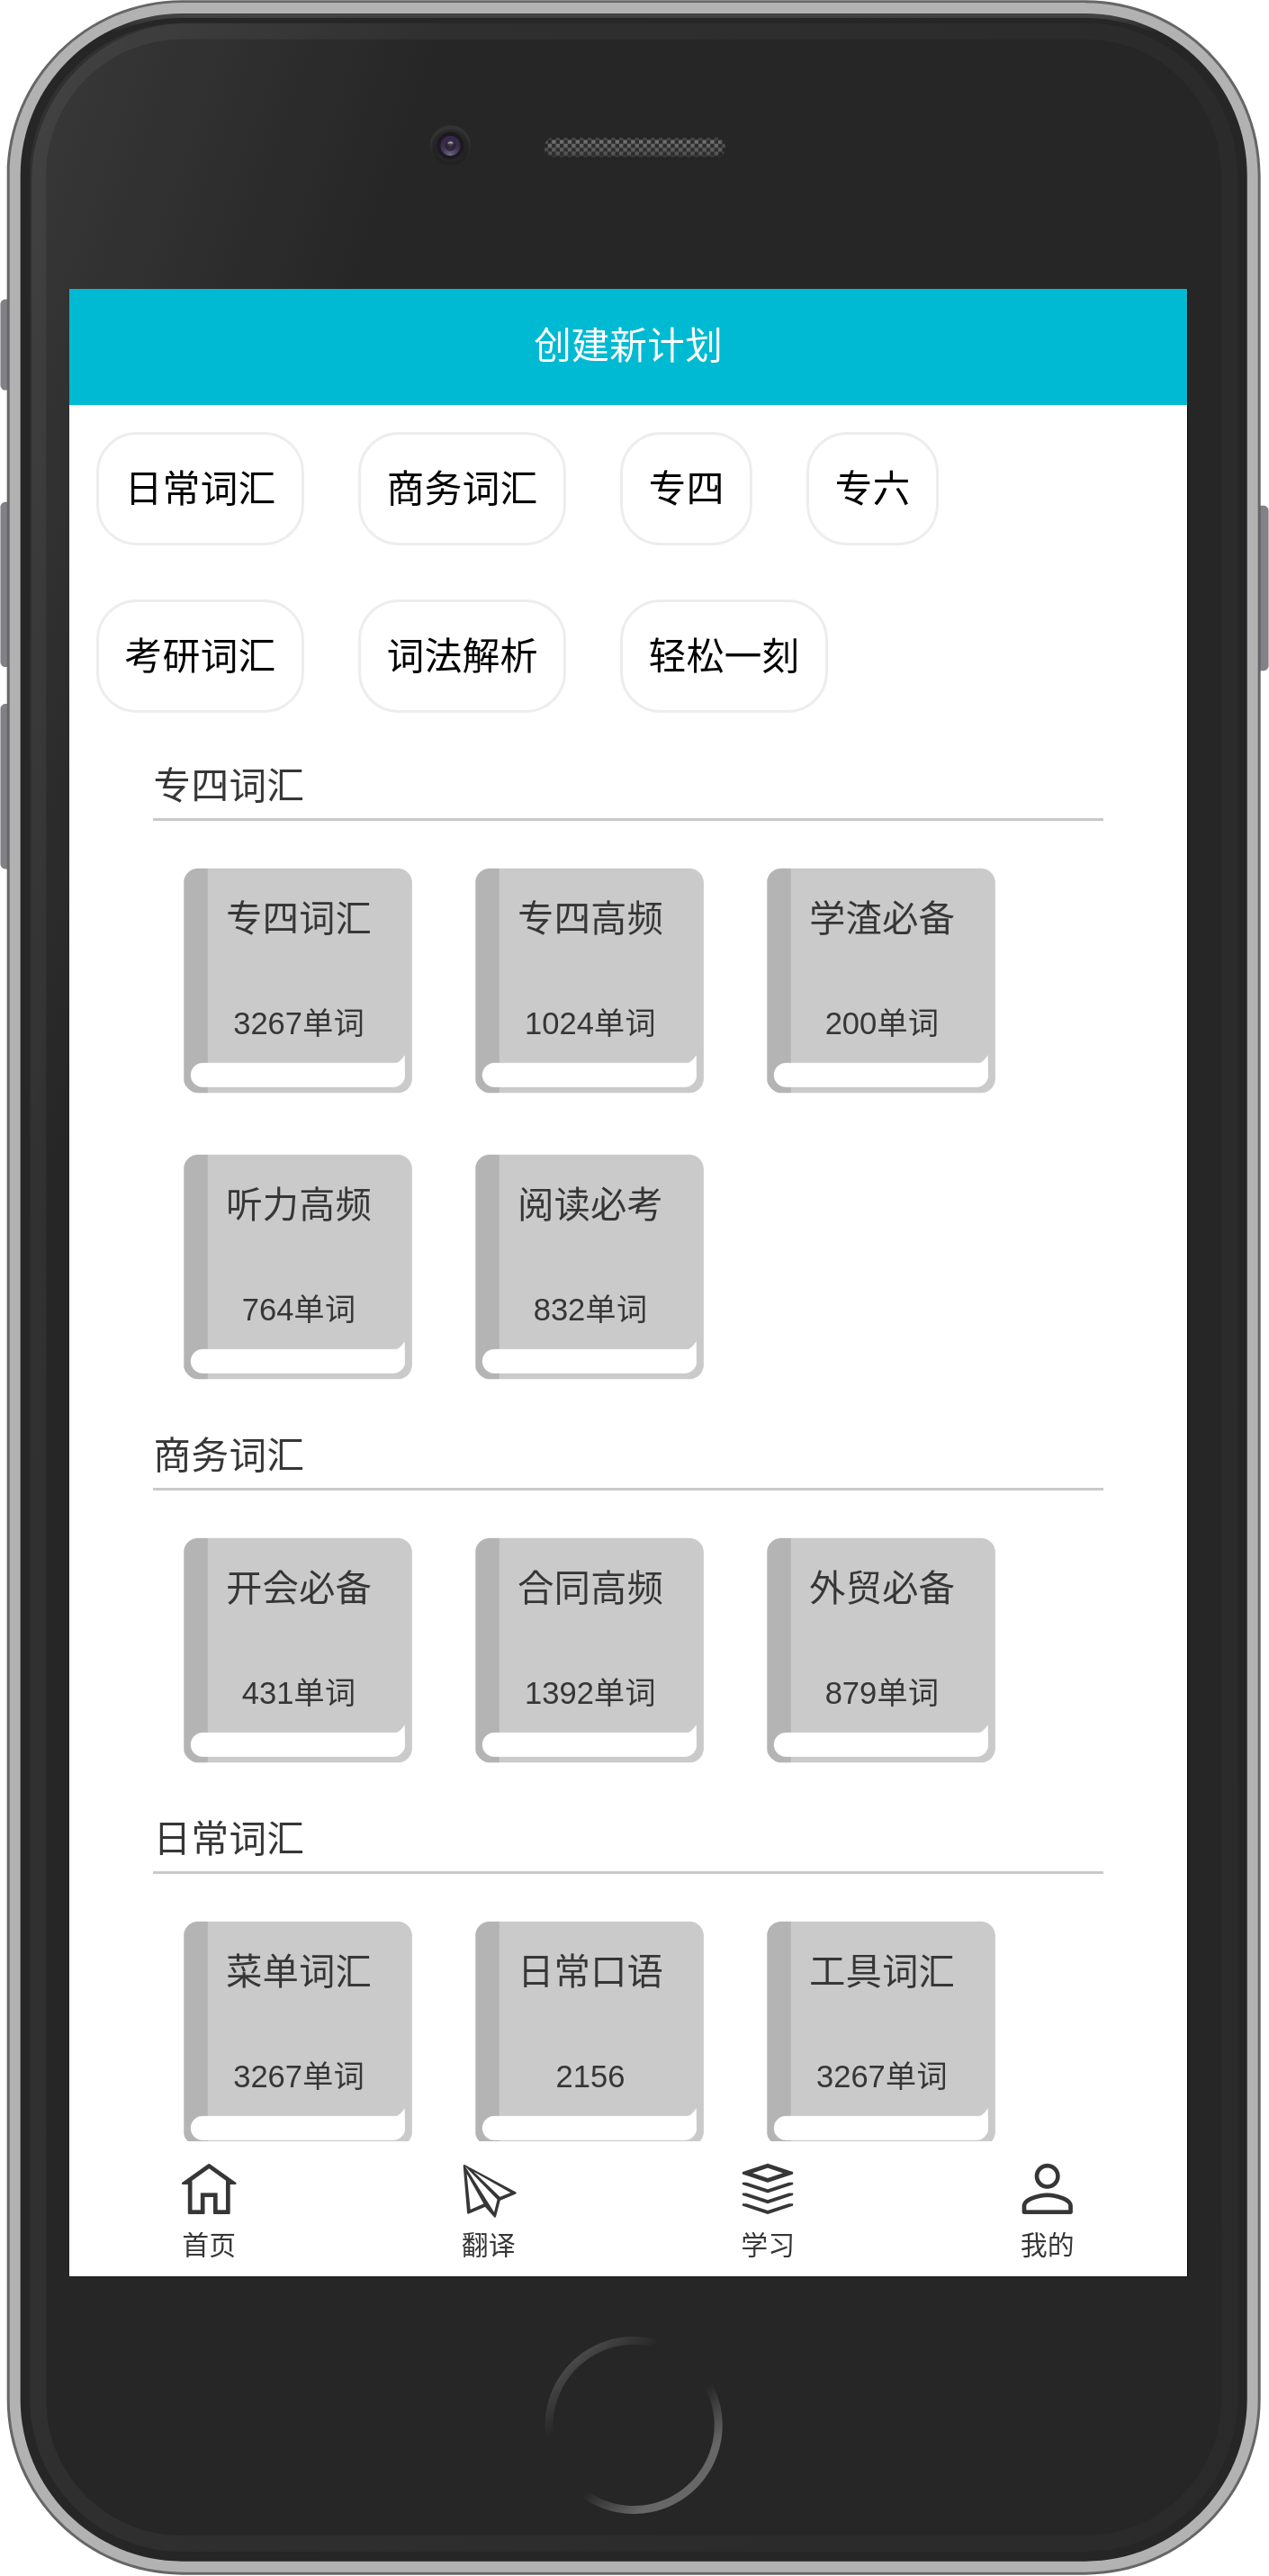 创建新计划
日常词汇 商务词汇 专四 专六
考研词汇 词法解析 轻松一刻
专四词汇
专四词汇 专四高频 学渣必备
3267单词 1024单词 200单词
听力高频 阅读必考
764单词 832单词
商务词汇
开会必备 合同高频 外贸必备
431单词 1392单词 879单词
日常词汇
菜单词汇 日常口语 工具词汇
3267单词 2156 3267单词
首页 翻译 学习 我的